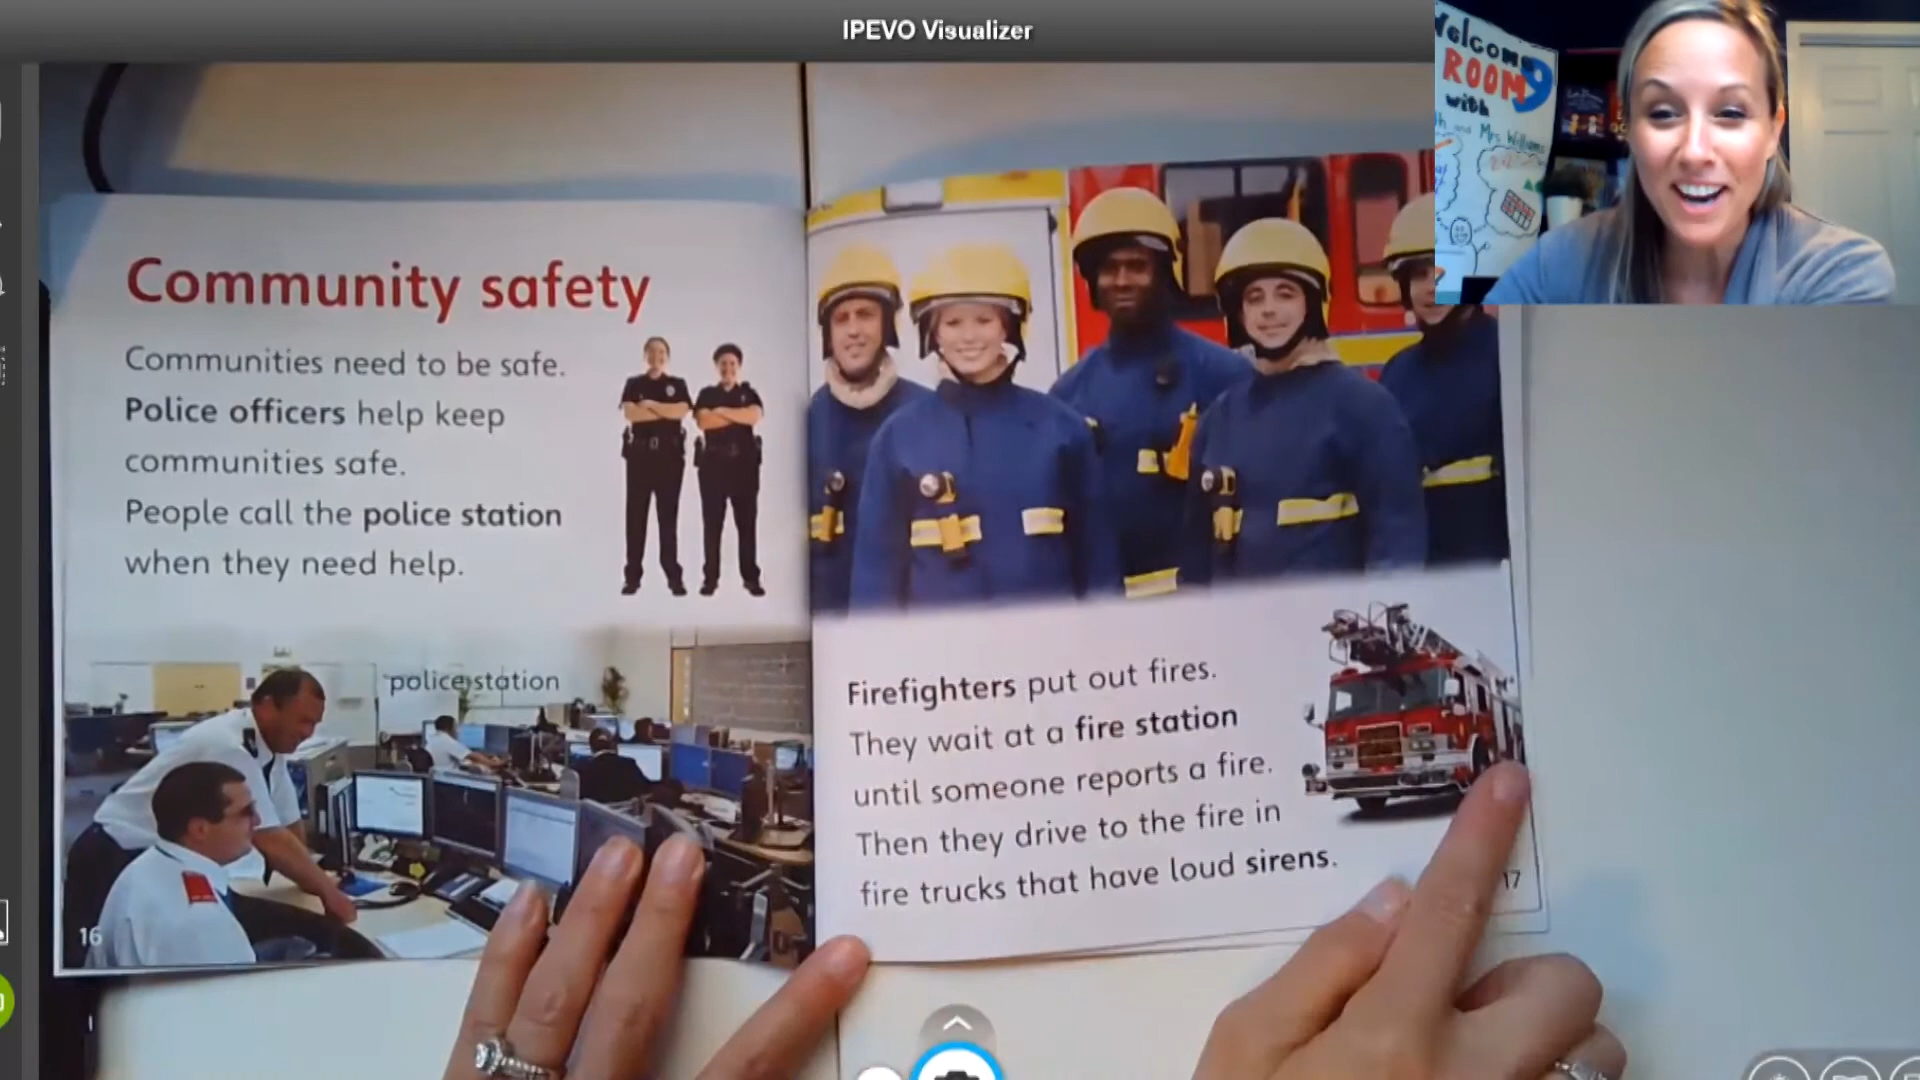 IPEVO Visualizer
Welcome
ROOM 9
with
and Mrs Williams
Community safety
Communities need to be safe.
Police officers help keep
communities safe.
People call the police station
when they need help.
police station
16
Firefighters put out fires.
They wait at a fire station
until someone reports a fire.
Then they drive to the fire in
fire trucks that have loud sirens.
17